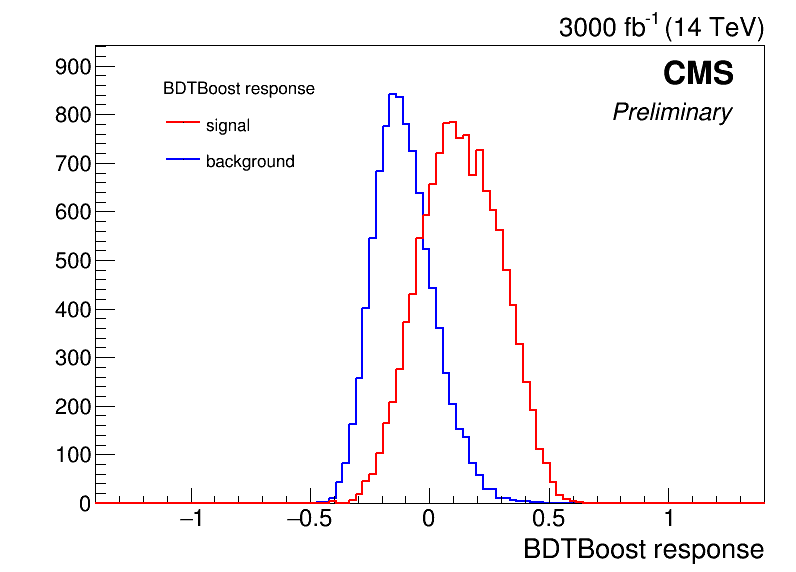 3000 fb⁻¹ (14 TeV)
CMS
Preliminary
BDTBoost response
signal
background
900
800
700
600
500
400
300
200
100
0
−1
−0.5
0
0.5
1
BDTBoost response